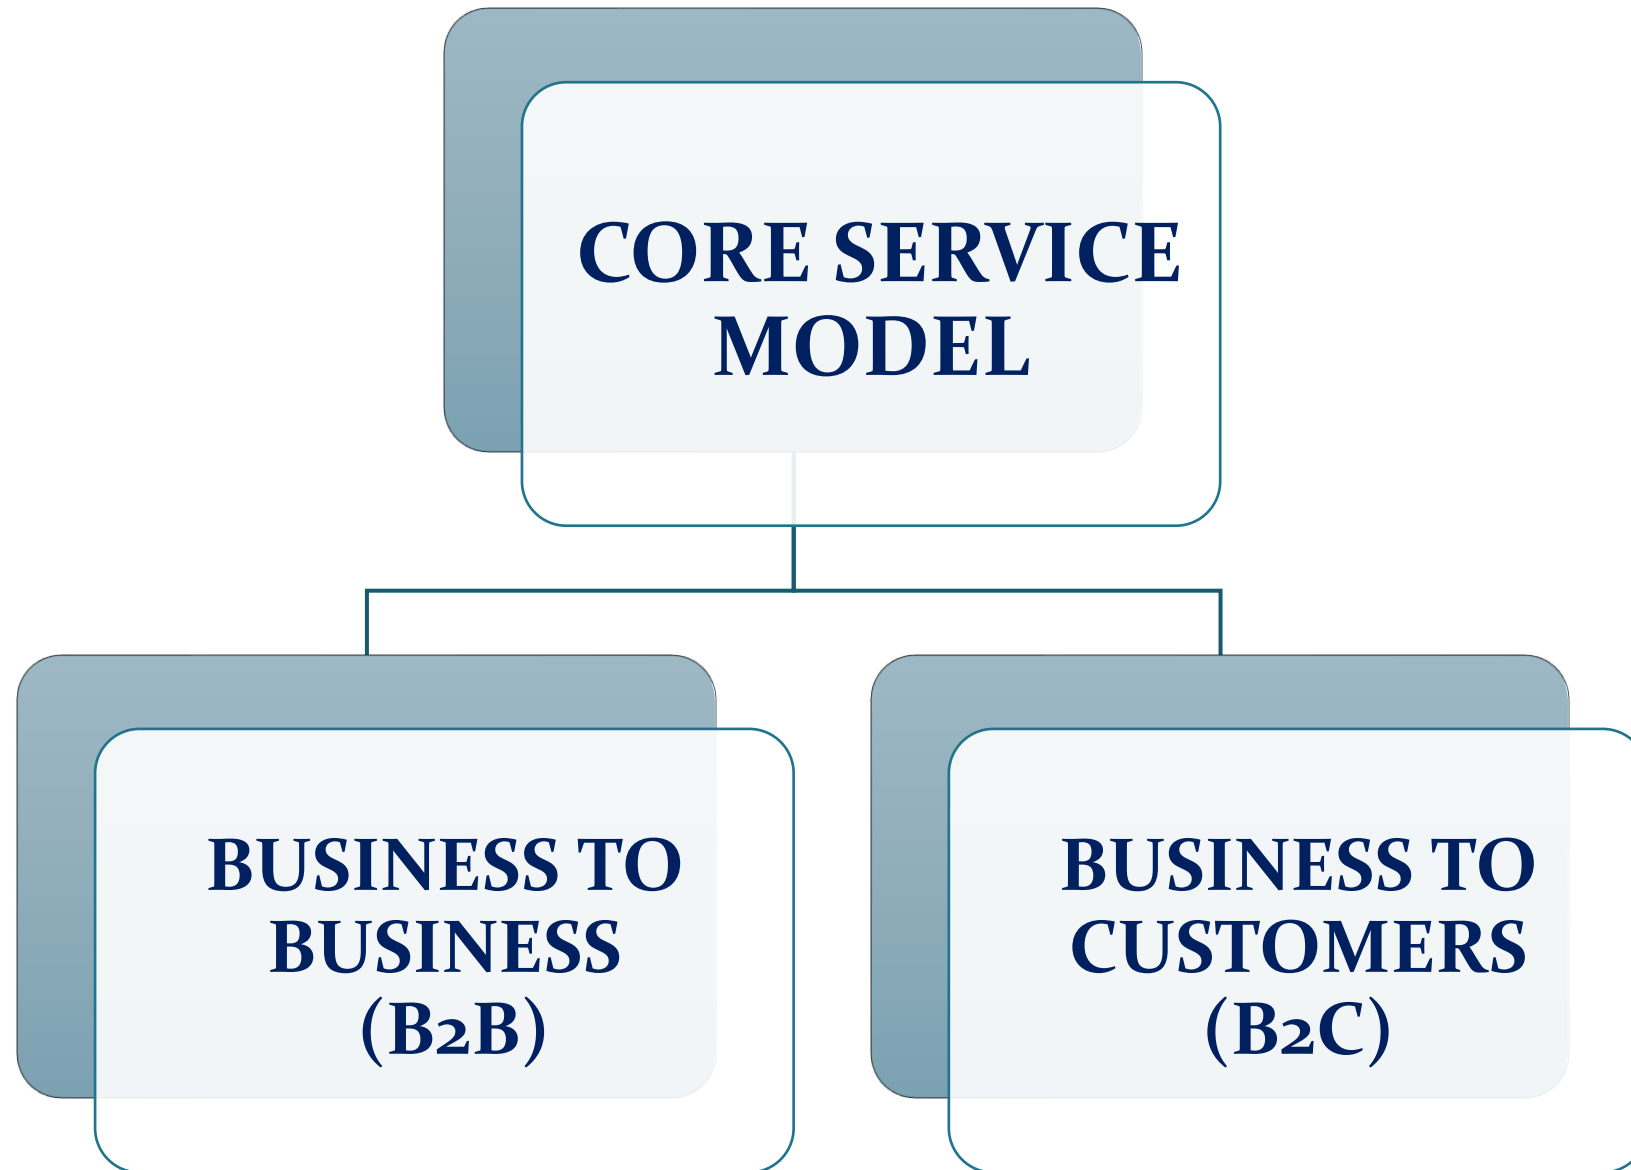 CORE SERVICE
MODEL
BUSINESS TO
BUSINESS
(B2B)
BUSINESS TO
CUSTOMERS
(B2C)